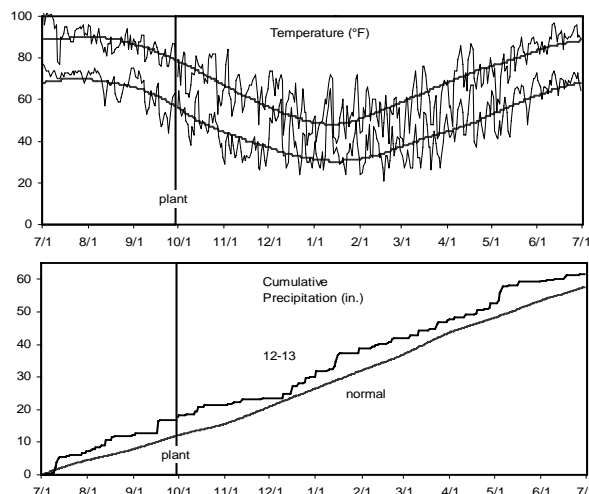 100
80
60
40
20
0
Temperature (°F)
plant
7/1 8/1 9/1 10/1 11/1 12/1 1/1 2/1 3/1 4/1 5/1 6/1 7/1
60
50
40
30
20
10
0
Cumulative
Precipitation (in.)
12-13
normal
plant
7/1 8/1 9/1 10/1 11/1 12/1 1/1 2/1 3/1 4/1 5/1 6/1 7/